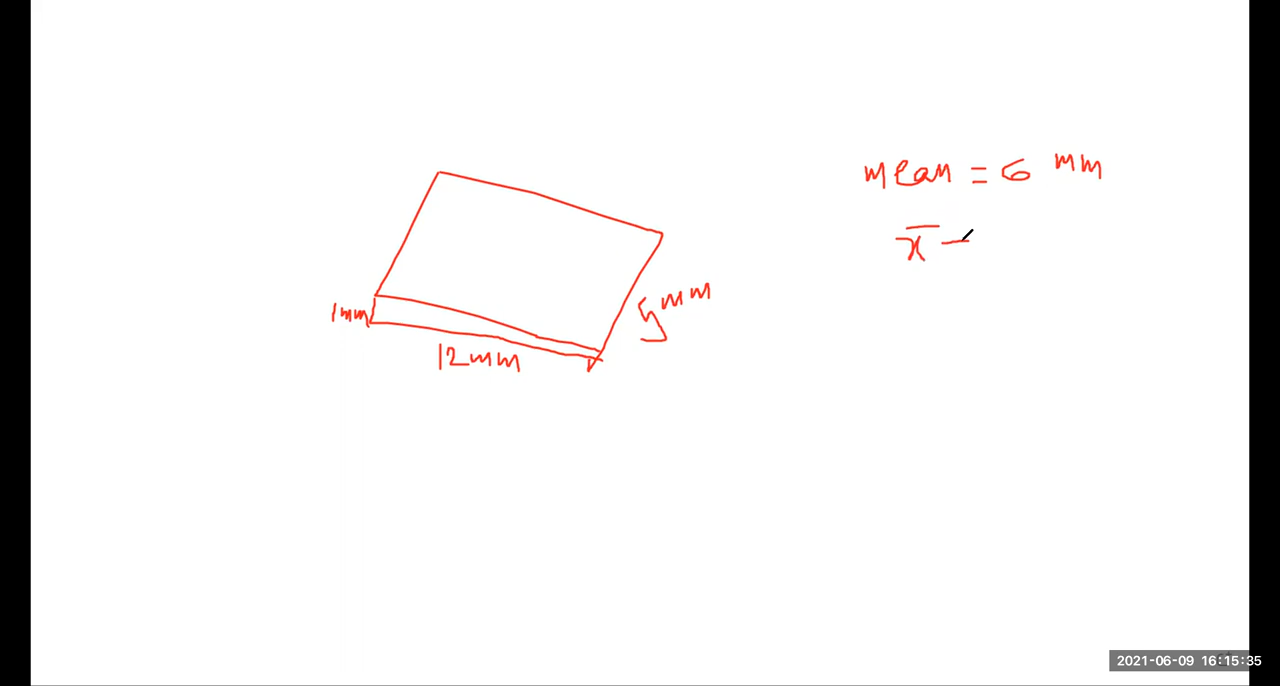 mean = 6 mm
x̄ -
5mm
1mm
12mm
2021-06-09 16:15:35